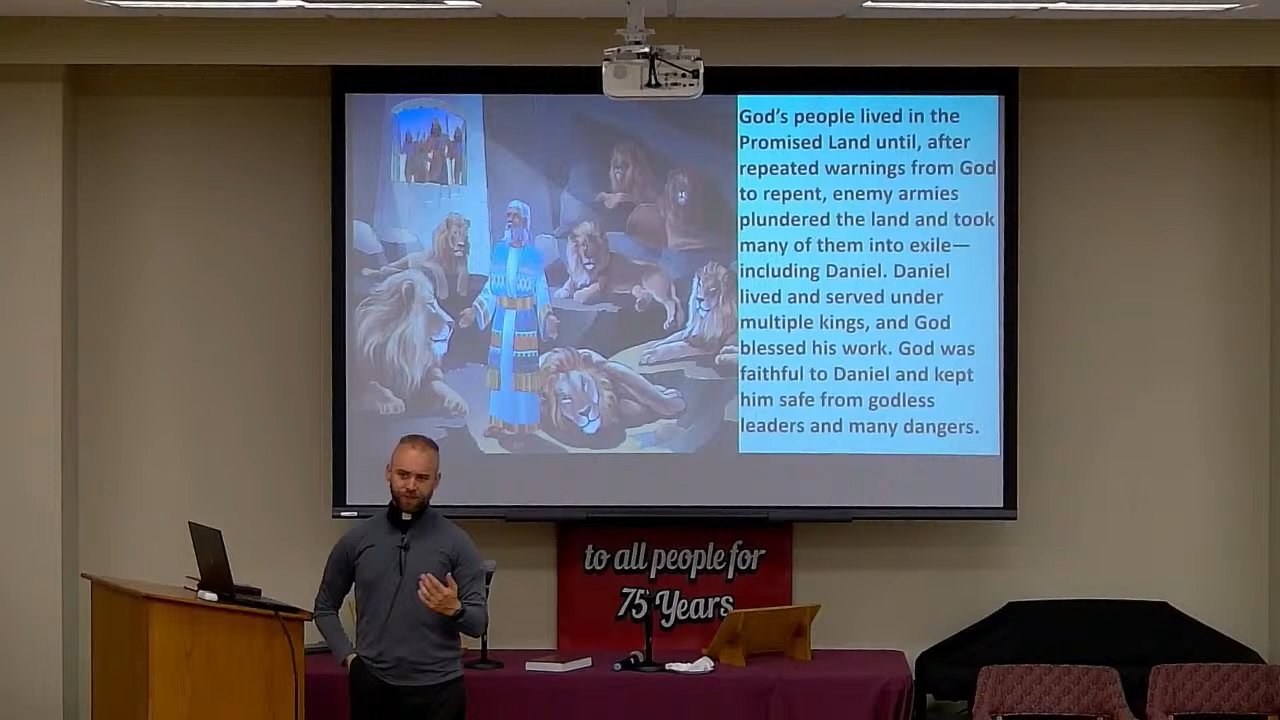 God's people lived in the
Promised Land until, after
repeated warnings from God
to repent, enemy armies
plundered the land and took
many of them into exile—
including Daniel. Daniel
lived and served under
multiple kings, and God
blessed his work. God was
faithful to Daniel and kept
him safe from godless
leaders and many dangers.
to all people for
75 Years